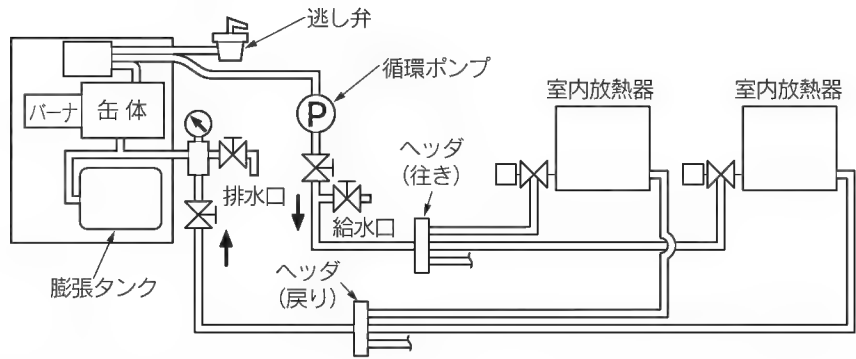 逃し弁
循環ポンプ
室内放熱器
室内放熱器
バーナ
缶体
P
ヘッダ
(往き)
排水口
給水口
ヘッダ
(戻り)
膨張タンク